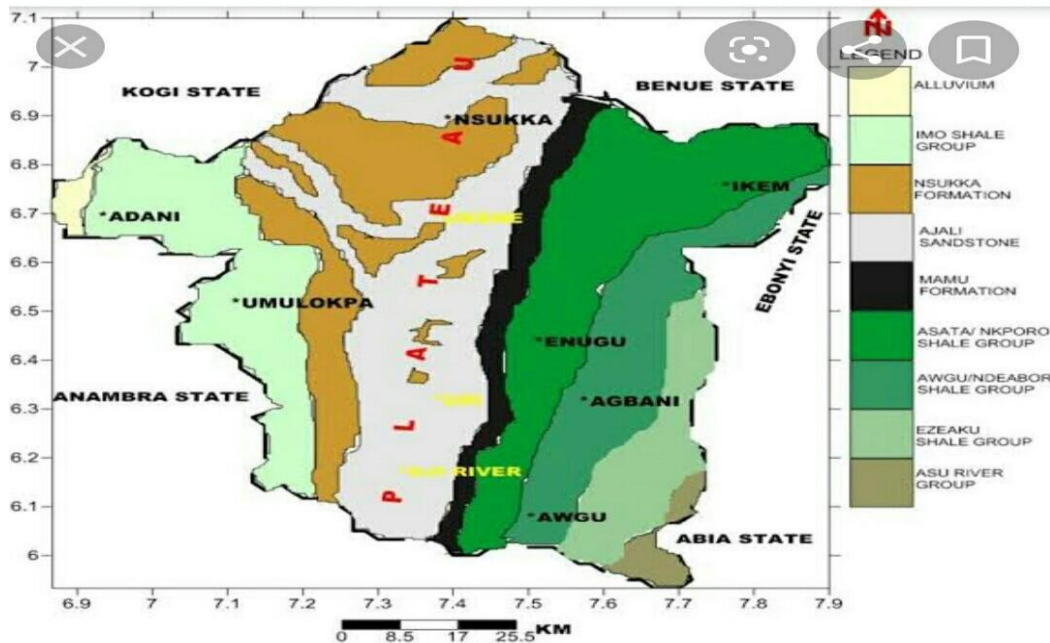 7.1
7
6.9
6.8
6.7
6.6
6.5
6.4
6.3
6.2
6.1
6
6.9 7 7.1 7.2 7.3 7.4 7.5 7.6 7.7 7.8 7.9
KOGI STATE
BENUE STATE
*NSUKKA
*IKEM
*ADANI
*UMULOKPA
EBONYI STATE
*ENUGU
ANAMBRA STATE
*AGBANI
RIVER
*AWGU
ABIA STATE
P L A T E A U
0 8.5 17 25.5 KM
LEGEND
ALLUVIUM
IMO SHALE
GROUP
NSUKKA
FORMATION
AJALI
SANDSTONE
MAMU
FORMATION
ASATA/ NKPORO
SHALE GROUP
AWGU/NDEABOR
SHALE GROUP
EZEAKU
SHALE GROUP
ASU RIVER
GROUP